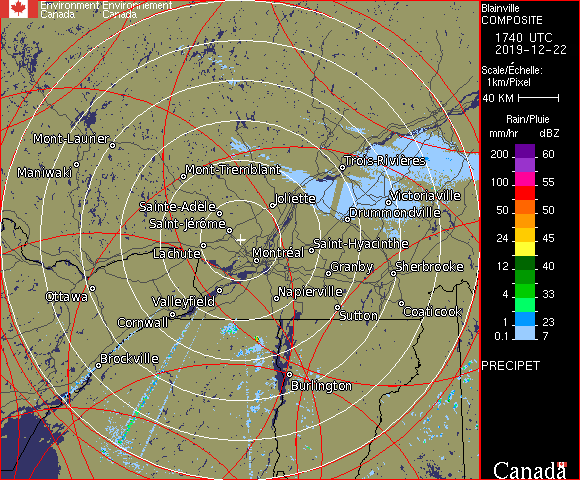 Environment Environnement
Canada Canada
Blainville
COMPOSITE
1740 UTC
2019-12-22
Scale/Échelle:
1km/Pixel
40 KM
Rain/Pluie
mm/hr dBZ
200 60
100 55
50 50
24 45
12 40
4 33
1 23
0.1 7
PRECIPET
Canada
Mont-Laurier
Maniwaki
Mont-Tremblant
Trois-Rivières
Joliette
Victoriaville
Sainte-Adèle
Drummondville
Saint-Jérôme
Lachute
Montréal
Saint-Hyacinthe
Granby
Sherbrooke
Ottawa
Valleyfield
Napierville
Cornwall
Sutton
Coaticook
Brockville
Burlington